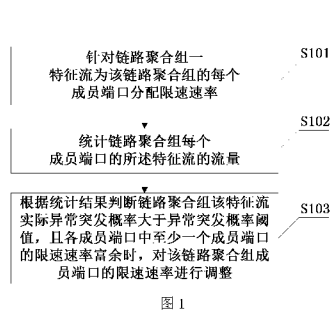 针对链路聚合组一
特征流为该链路聚合组的每个
成员端口分配限速速率
S101
统计链路聚合组每个
成员端口的所述特征流的流量
S102
根据统计结果判断链路聚合组该特征流
实际异常突发概率大于异常突发概率阈
值，且各成员端口中至少一个成员端口
的限速速率富余时，对该链路聚合组成
员端口的限速速率进行调整
S103
图 1